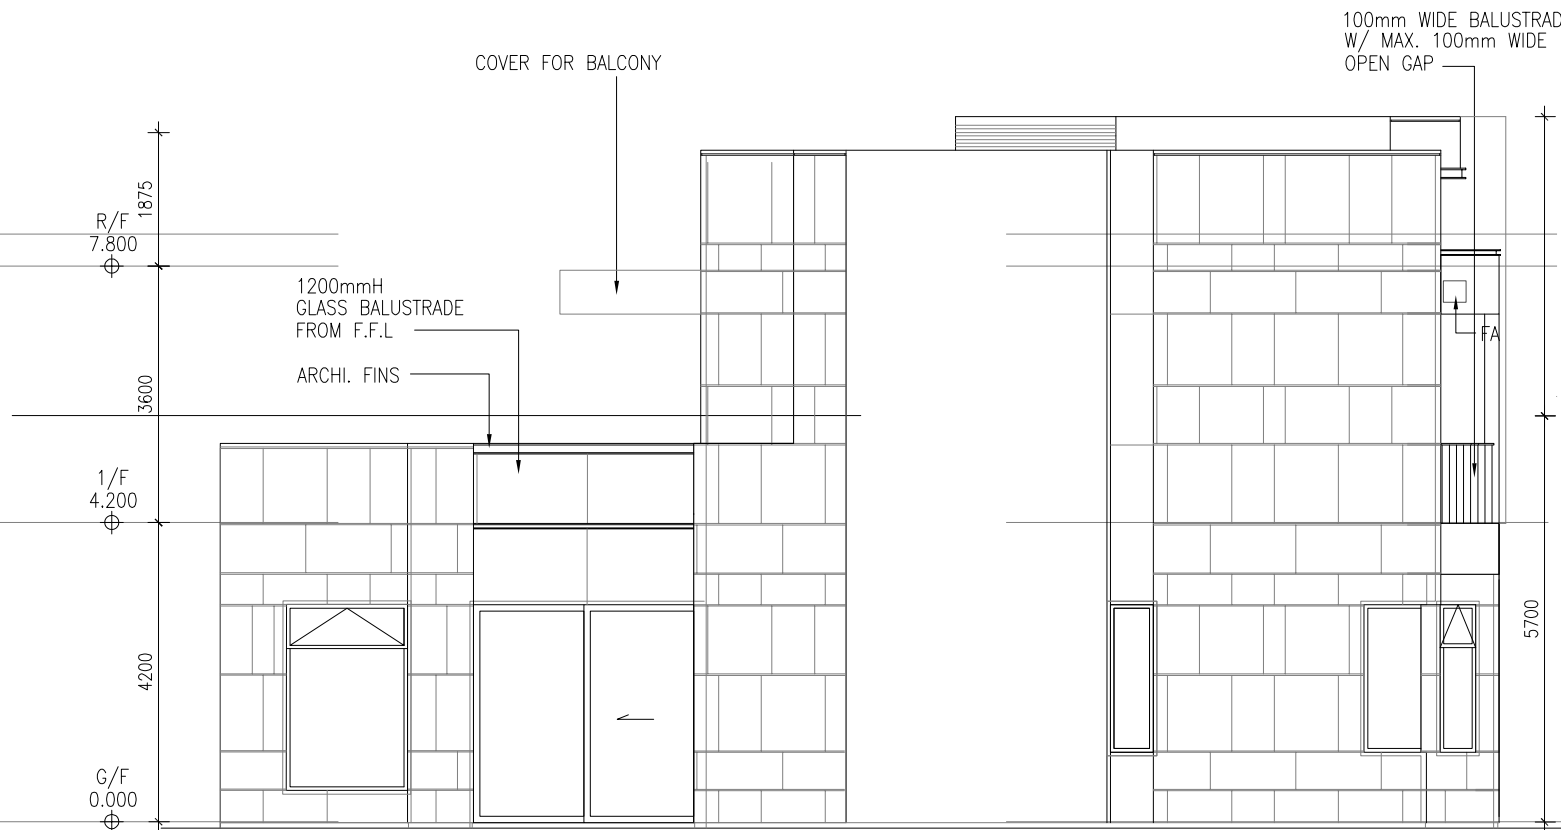 100mm WIDE BALUSTRAD
W/ MAX. 100mm WIDE
OPEN GAP
COVER FOR BALCONY
1875
R/F
7.800
1200mmH
GLASS BALUSTRADE
FROM F.F.L
FA
ARCHI. FINS
3600
1/F
4.200
5700
4200
G/F
0.000